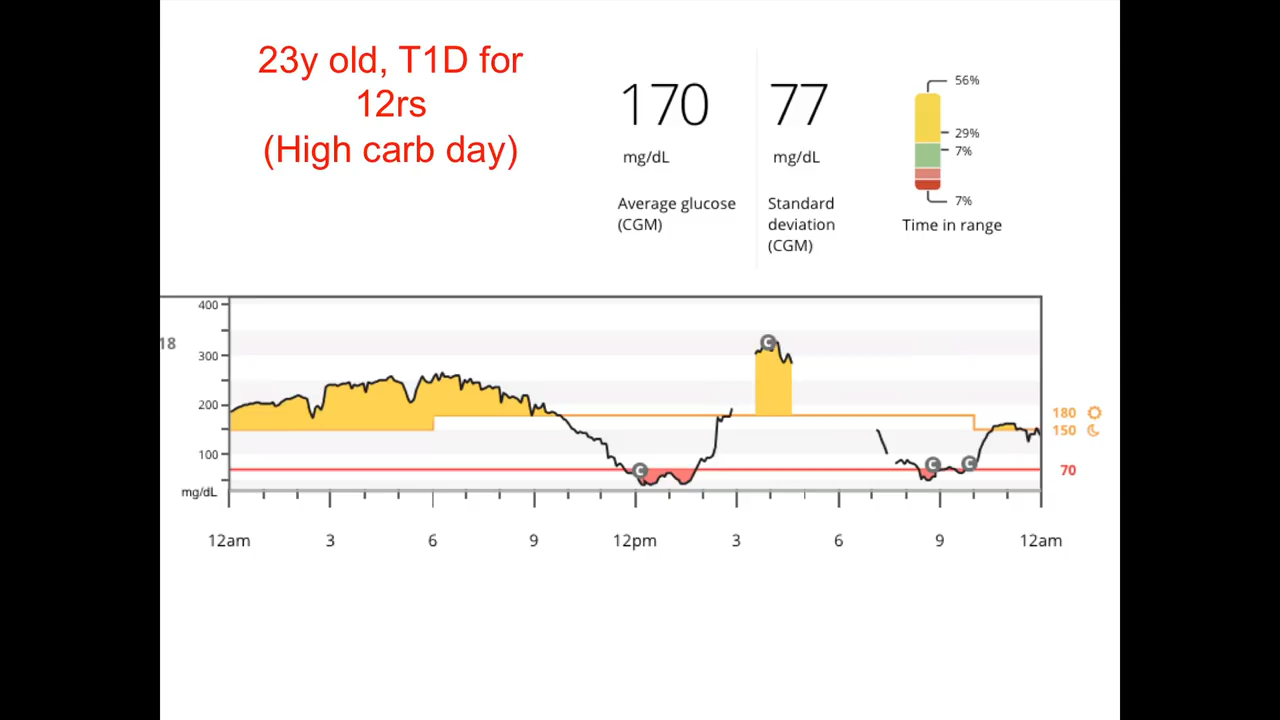 23y old, T1D for
12rs
(High carb day)
170
mg/dL
Average glucose
(CGM)
77
mg/dL
Standard
deviation
(CGM)
56%
29%
7%
7%
Time in range
18
400
300
200
100
mg/dL
C
C
C
C
180
150
70
12am
3
6
9
12pm
3
6
9
12am